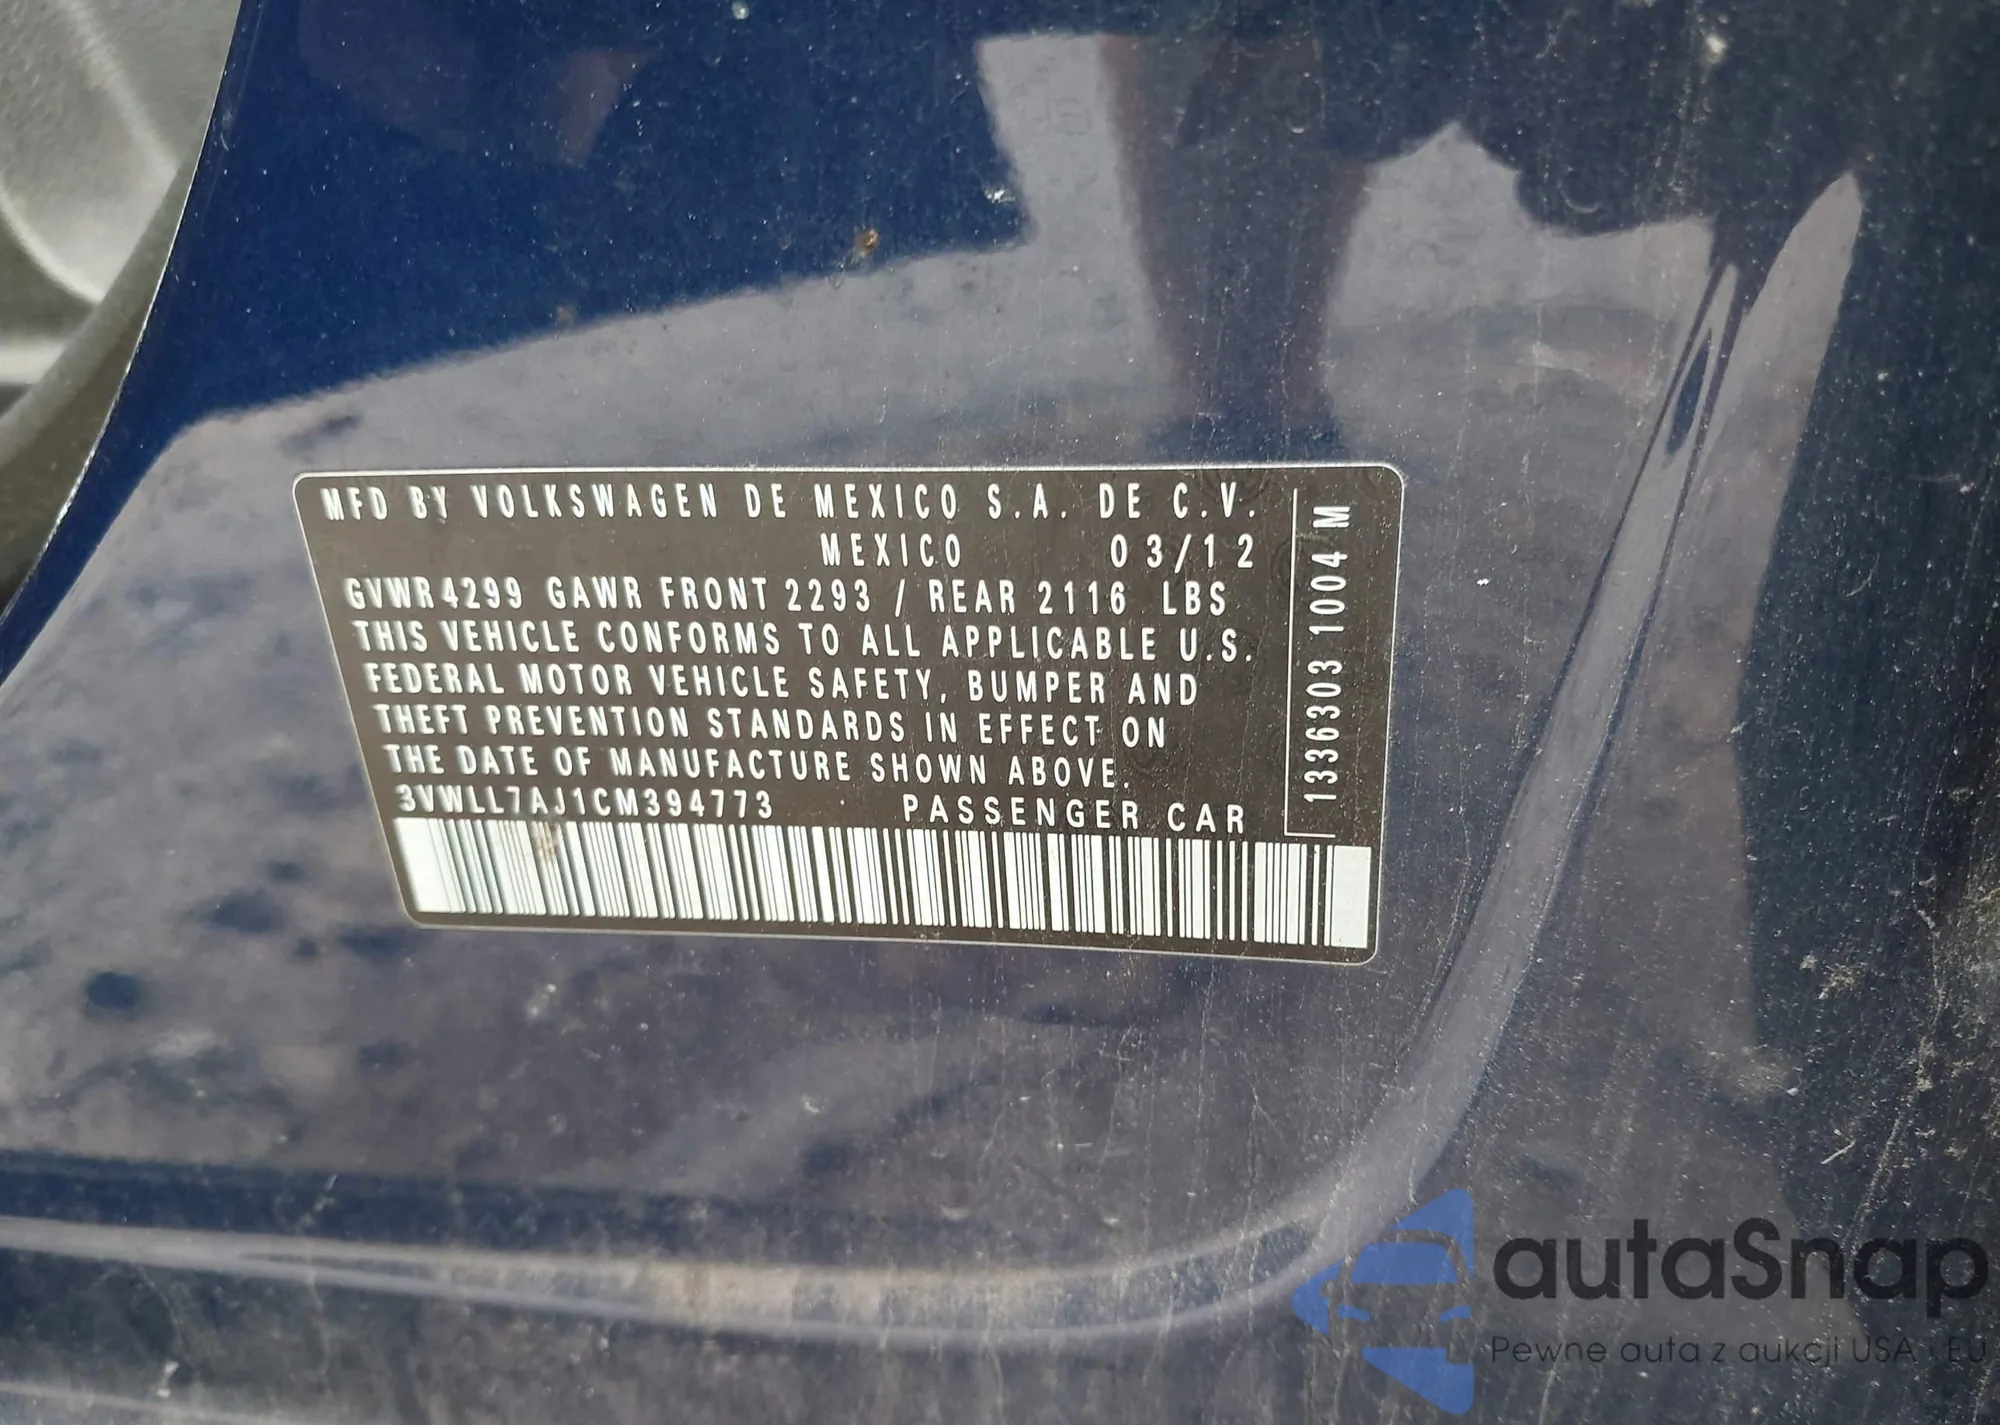 MFD BY VOLKSWAGEN DE MEXICO S.A. DE C.V.
MEXICO 03/12
GVWR 4299 GAWR FRONT 2293 / REAR 2116 LBS
THIS VEHICLE CONFORMS TO ALL APPLICABLE U.S.
FEDERAL MOTOR VEHICLE SAFETY, BUMPER AND
THEFT PREVENTION STANDARDS IN EFFECT ON
THE DATE OF MANUFACTURE SHOWN ABOVE.
3VWLL7AJ1CM394773 PASSENGER CAR
1336303 1004 M
autaSnap
Pewne auta z aukcji USA i EU